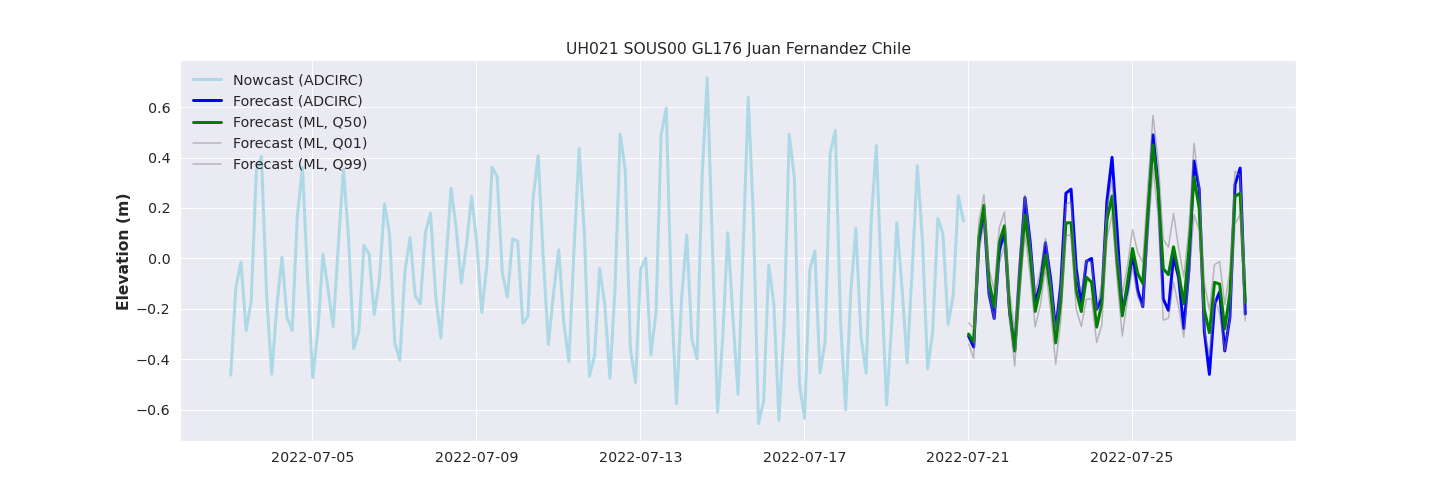 UH021 SOUS00 GL176 Juan Fernandez Chile
Nowcast (ADCIRC)
Forecast (ADCIRC)
Forecast (ML, Q50)
Forecast (ML, Q01)
Forecast (ML, Q99)
Elevation (m)
0.6
0.4
0.2
0.0
−0.2
−0.4
−0.6
2022-07-05 2022-07-09 2022-07-13 2022-07-17 2022-07-21 2022-07-25